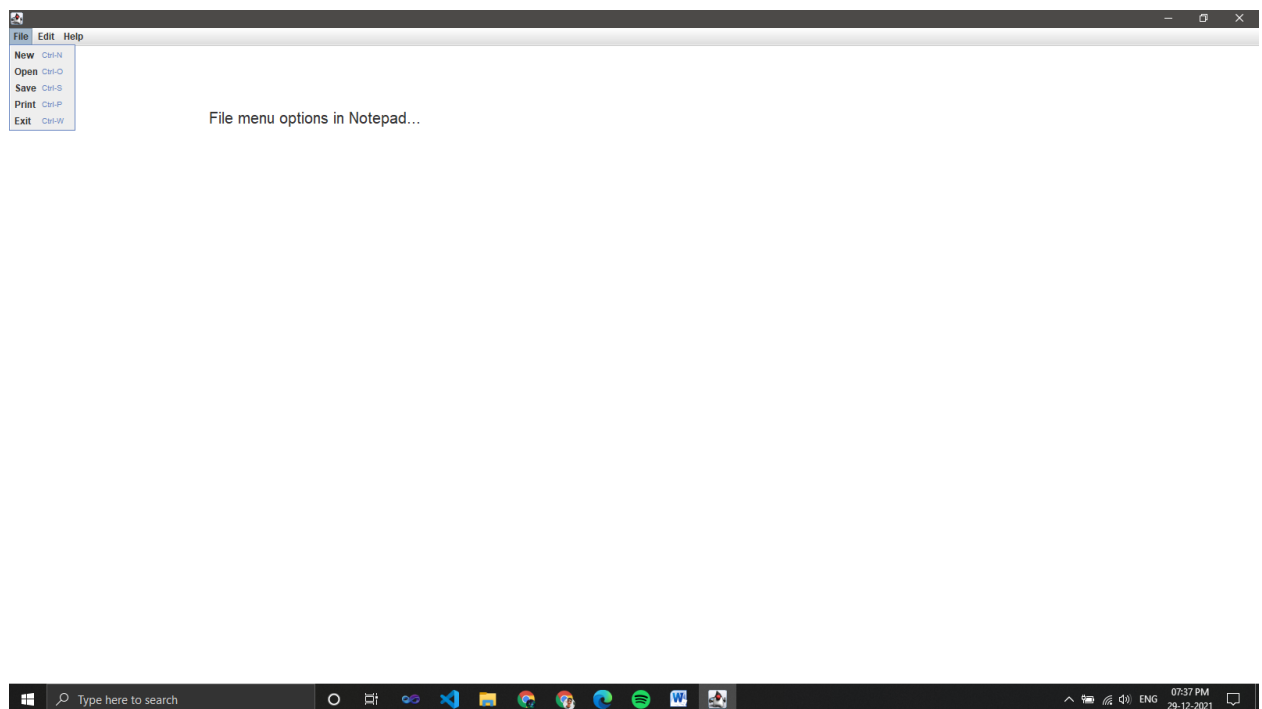 File Edit Help
New Ctrl-N
Open Ctrl-O
Save Ctrl-S
Print Ctrl-P
Exit Ctrl-W
File menu options in Notepad...
Type here to search
W
ENG
07:37 PM
29-12-2021